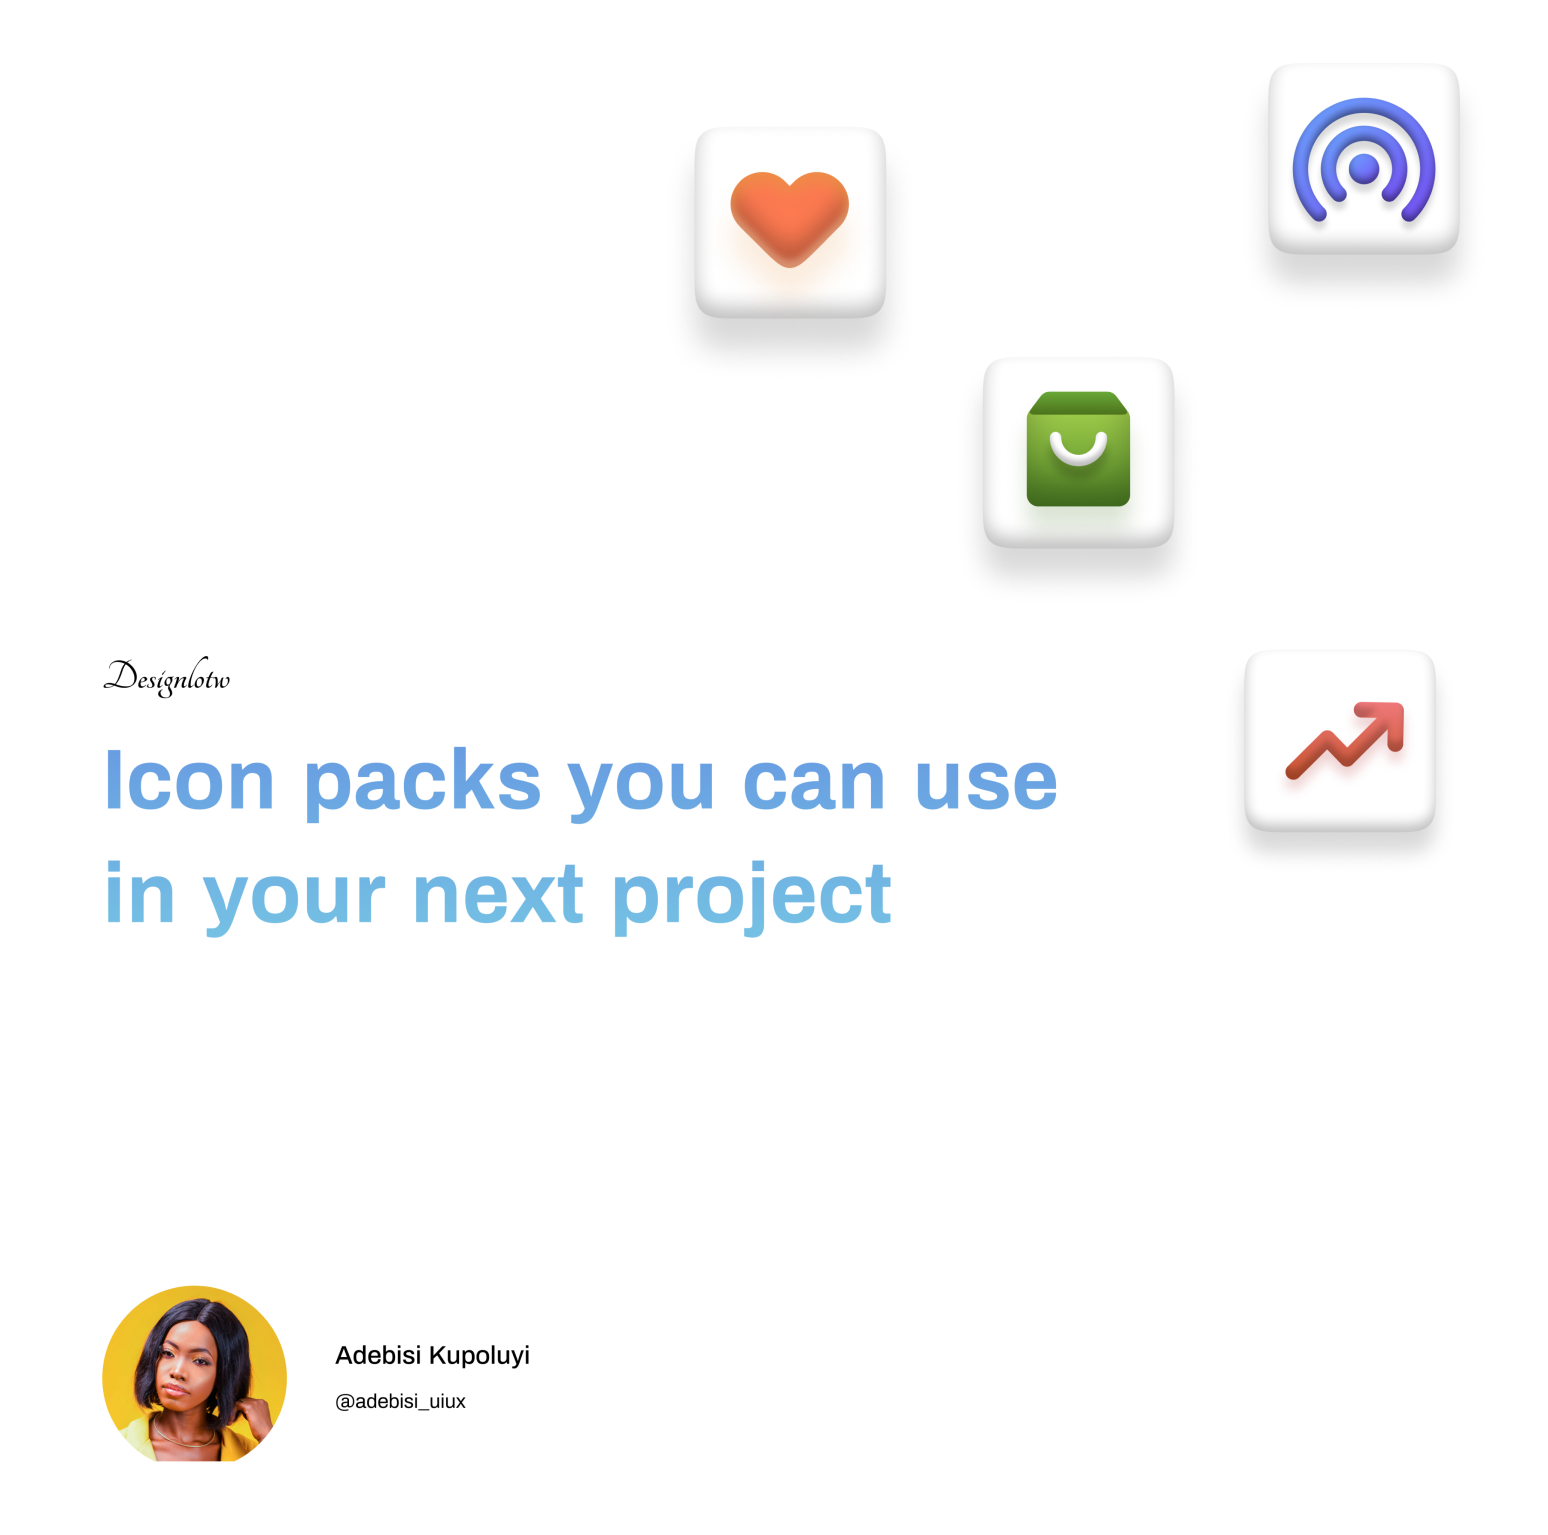 Designlotw
Icon packs you can use
in your next project
Adebisi Kupoluyi
@adebisi_uiux